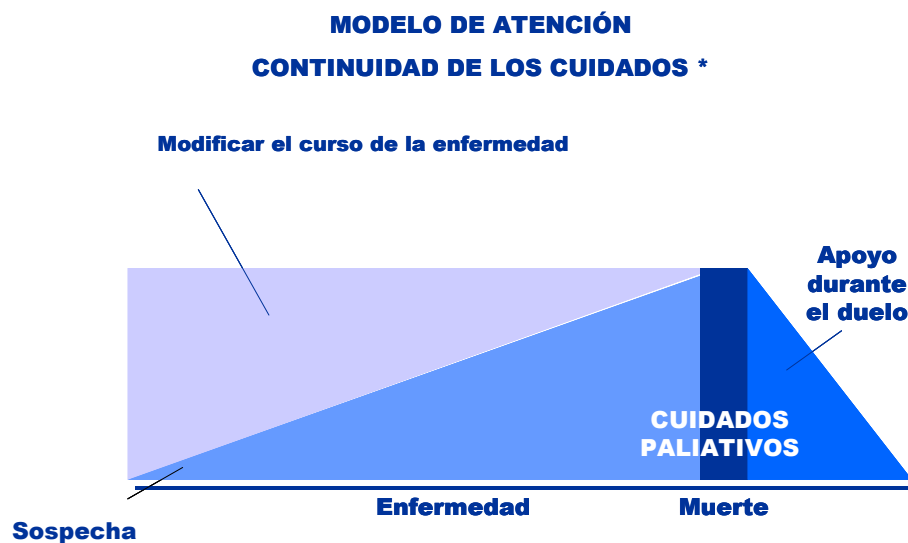 MODELO DE ATENCIÓN
CONTINUIDAD DE LOS CUIDADOS *
Modificar el curso de la enfermedad
Apoyo
durante
el duelo
CUIDADOS
PALIATIVOS
Enfermedad
Muerte
Sospecha